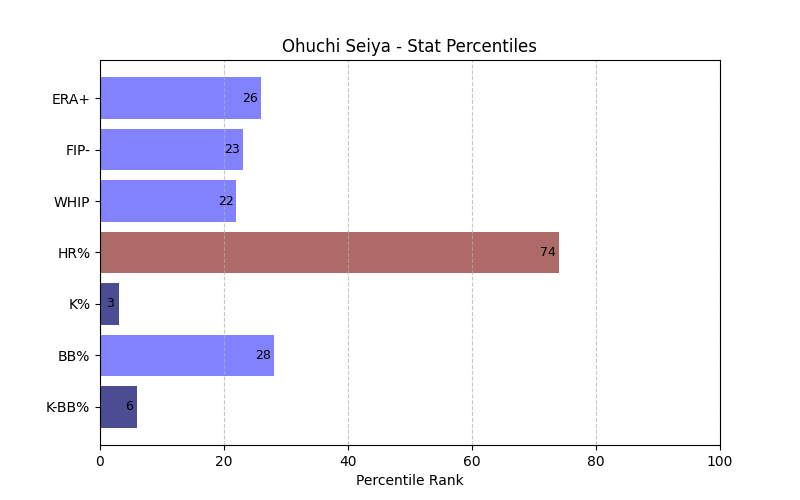 Ohuchi Seiya - Stat Percentiles
ERA+ 26
FIP- 23
WHIP 22
HR% 74
K% 3
BB% 28
K-BB% 6
0 20 40 60 80 100
Percentile Rank